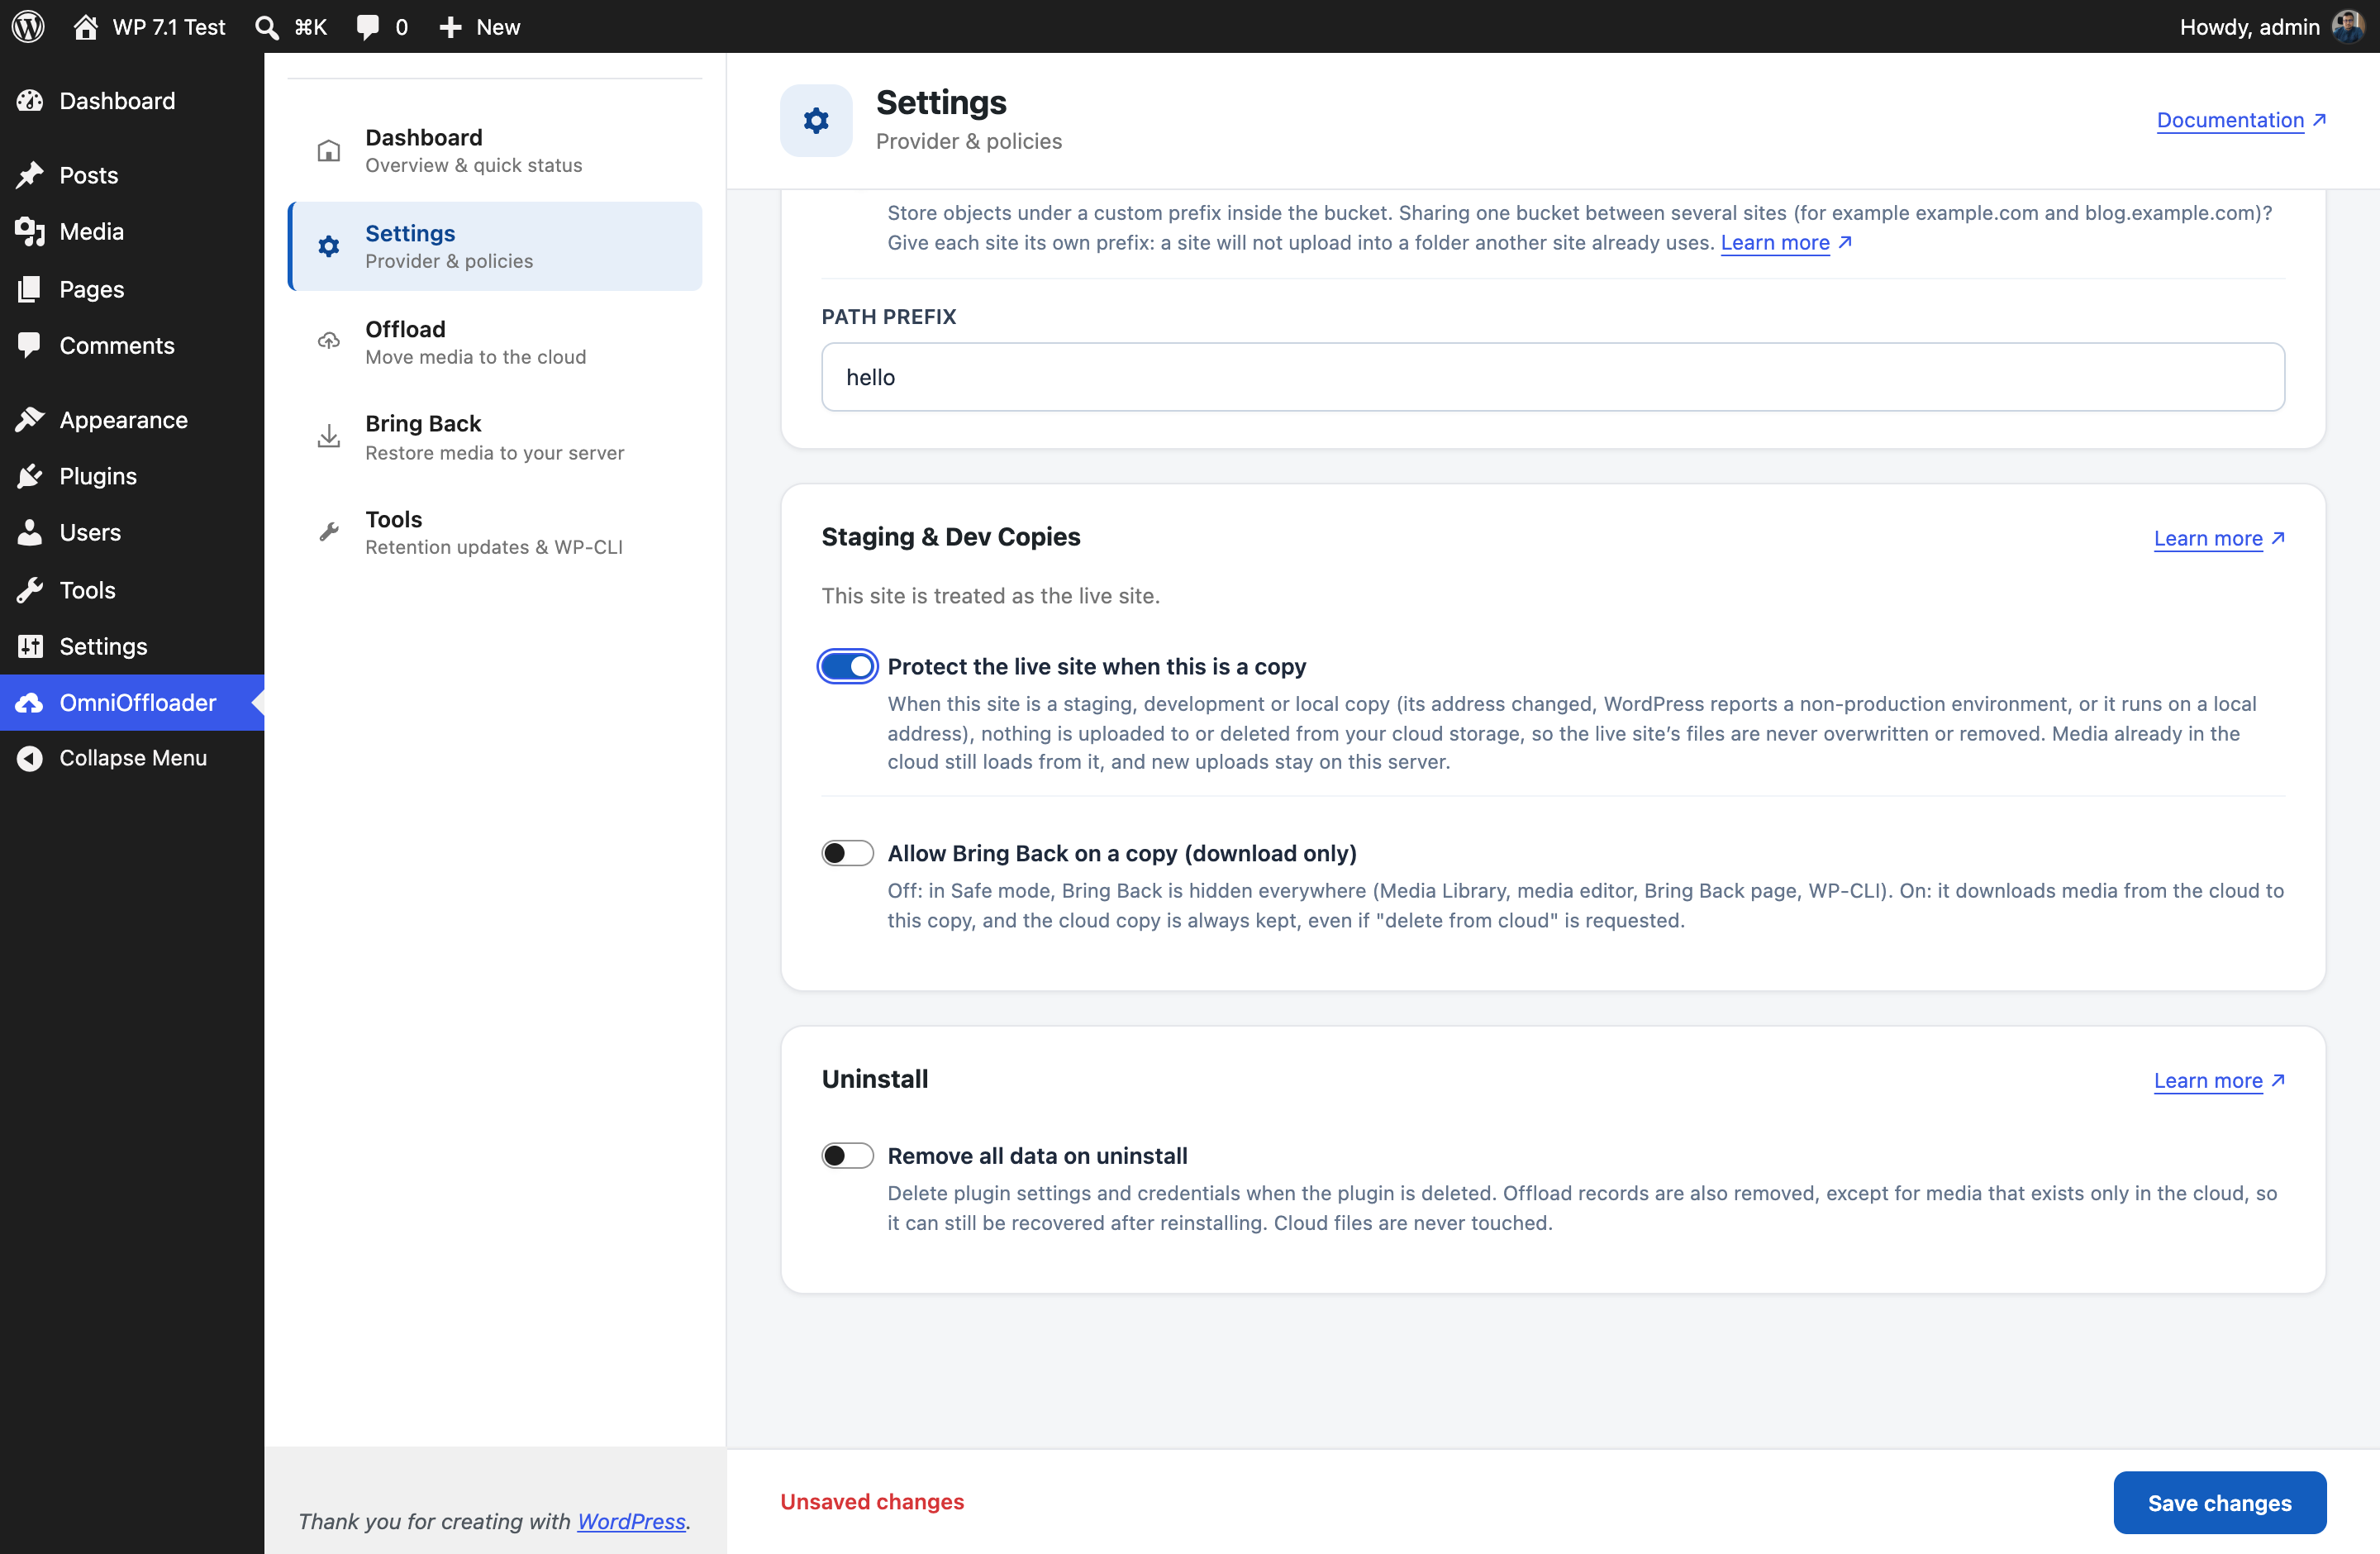 WP 7.1 Test
⌘K
0
New
Howdy, admin
Dashboard
Posts
Media
Pages
Comments
Appearance
Plugins
Users
Tools
Settings
OmniOffloader
Collapse Menu
Dashboard
Overview & quick status
Settings
Provider & policies
Offload
Move media to the cloud
Bring Back
Restore media to your server
Tools
Retention updates & WP-CLI
Thank you for creating with WordPress.
Settings
Provider & policies
Documentation ↗
Store objects under a custom prefix inside the bucket. Sharing one bucket between several sites (for example example.com and blog.example.com)?
Give each site its own prefix: a site will not upload into a folder another site already uses. Learn more ↗
PATH PREFIX
hello
Staging & Dev Copies
Learn more ↗
This site is treated as the live site.
Protect the live site when this is a copy
When this site is a staging, development or local copy (its address changed, WordPress reports a non-production environment, or it runs on a local
address), nothing is uploaded to or deleted from your cloud storage, so the live site’s files are never overwritten or removed. Media already in the
cloud still loads from it, and new uploads stay on this server.
Allow Bring Back on a copy (download only)
Off: in Safe mode, Bring Back is hidden everywhere (Media Library, media editor, Bring Back page, WP-CLI). On: it downloads media from the cloud to
this copy, and the cloud copy is always kept, even if "delete from cloud" is requested.
Uninstall
Learn more ↗
Remove all data on uninstall
Delete plugin settings and credentials when the plugin is deleted. Offload records are also removed, except for media that exists only in the cloud, so
it can still be recovered after reinstalling. Cloud files are never touched.
Unsaved changes
Save changes